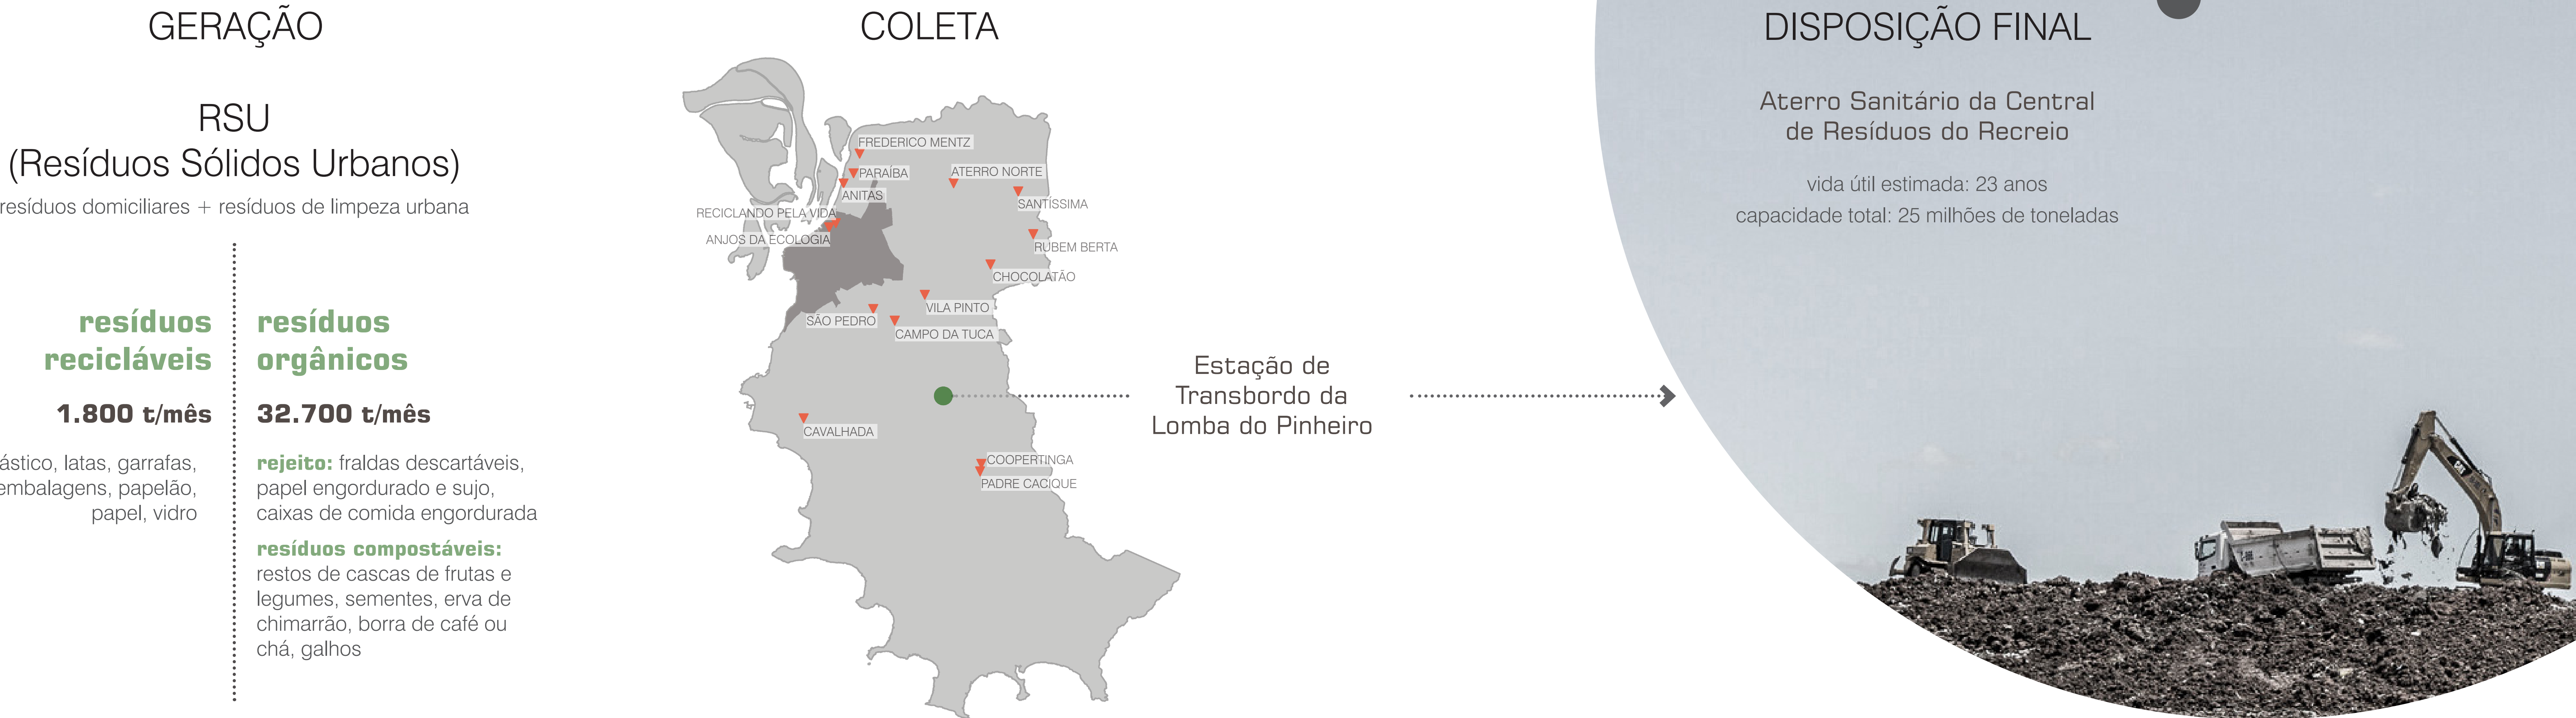 GERAÇÃO
RSU
(Resíduos Sólidos Urbanos)
resíduos domiciliares + resíduos de limpeza urbana
resíduos
recicláveis
1.800 t/mês
latas, garrafas,
embalagens, papelão,
papel, vidro
resíduos
orgânicos
32.700 t/mês
rejeito: fraldas descartáveis,
papel engordurado e sujo,
caixas de comida engordurada
resíduos compostáveis:
restos de cascas de frutas e
legumes, sementes, erva de
chimarrão, borra de café ou
chá, galhos
COLETA
FREDERICO MENTZ
PARAÍBA
ATERRO NORTE
ANITAS
SANTÍSSIMA
RECICLANDO PELA VIDA
ANJOS DA ECOLOGIA
RUBEM BERTA
CHOCOLATÃO
VILA PINTO
SÃO PEDRO
CAMPO DA TUCA
CAVALHADA
COOPERTINGA
PADRE CACIQUE
Estação de
Transbordo da
Lomba do Pinheiro
DISPOSIÇÃO FINAL
Aterro Sanitário da Central
de Resíduos do Recreio
vida útil estimada: 23 anos
capacidade total: 25 milhões de toneladas
CAT